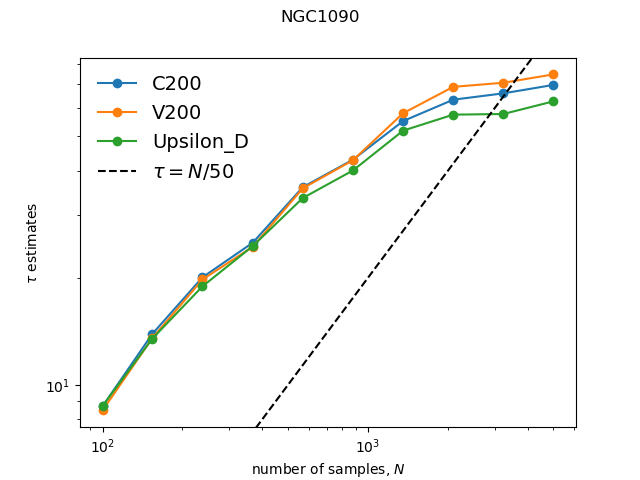 NGC1090
C200
V200
Upsilon_D
τ = N/50
τ estimates
10¹
10² 10³
number of samples, N